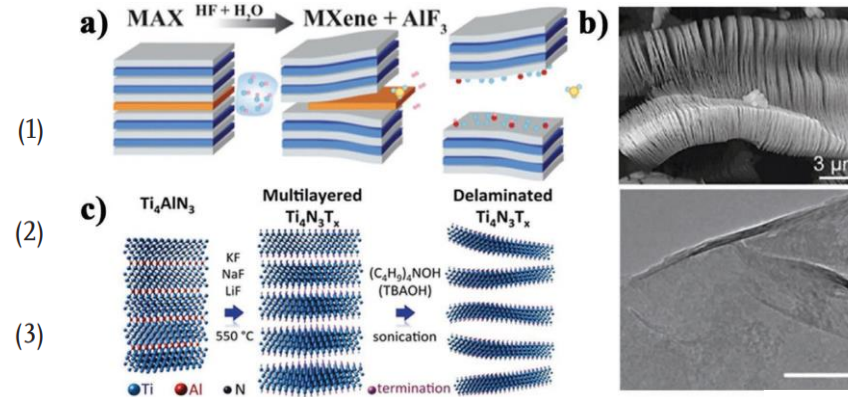 a)
MAX
HF + H₂O
MXene + AlF₃
b)
(1)
3 μm
c)
Ti₄AlN₃
Multilayered
Ti₄N₃Tₓ
Delaminated
Ti₄N₃Tₓ
(2)
KF
NaF
LiF
550 °C
(C₄H₉)₄NOH
(TBAOH)
sonication
(3)
Ti
Al
N
termination